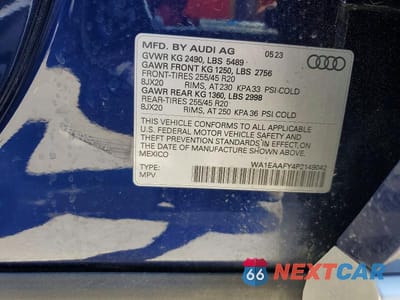 MFD. BY AUDI AG 05 23
GVWR KG 2490, LBS 5489
GAWR FRONT KG 1250, LBS 2756
FRONT-TIRES 255/45 R20
8JX20 RIMS, AT 230 KPA 33 PSI COLD
GAWR REAR KG 1360, LBS 2998
REAR-TIRES 255/45 R20
8JX20 RIMS, AT 250 KPA 36 PSI COLD
THIS VEHICLE CONFORMS TO ALL APPLICABLE
U.S. FEDERAL MOTOR VEHICLE SAFETY AND
THEFT PREVENTION STANDARDS IN EFFECT ON
THE DATE OF MANUFACTURE SHOWN ABOVE.
MEXICO
WA1EAAFY4P2149042
TYPE:
MPV
66 NEXTCAR